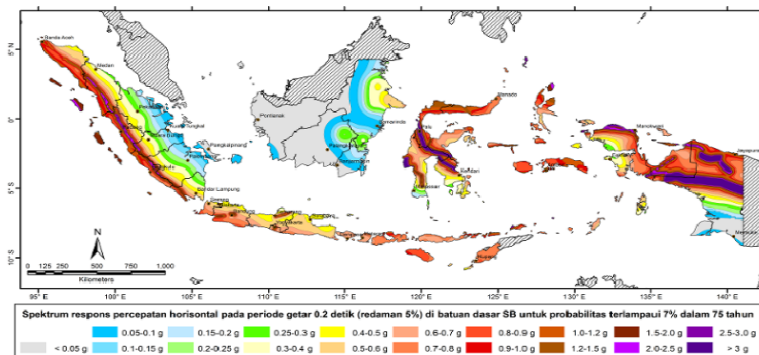 5°N
0°
5°S
10°S
Banda Aceh
Medan
Pontianak
Samarinda
Manado
Palu
Kendari
Makassar
Manokwari
Jayapura
Merauke
Bandar Lampung
Bandung
Kupang
N
0 125 250 500 750 1.000
Kilometers
95°E 100°E 105°E 110°E 115°E 120°E 125°E 130°E 135°E 140°E
Spektrum respons percepatan horisontal pada periode getar 0.2 detik (redaman 5%) di batuan dasar SB untuk probabilitas terlampaui 7% dalam 75 tahun
0.05-0.1 g 0.15-0.2 g 0.25-0.3 g 0.4-0.5 g 0.6-0.7 g 0.8-0.9 g 1.0-1.2 g 1.5-2.0 g 2.5-3.0 g
< 0.05 g 0.1-0.15 g 0.2-0.25 g 0.3-0.4 g 0.5-0.6 g 0.7-0.8 g 0.9-1.0 g 1.2-1.5 g 2.0-2.5 g > 3 g